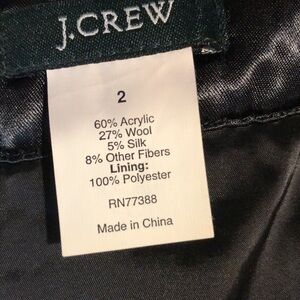 J.CREW
2
60% Acrylic
27% Wool
5% Silk
8% Other Fibers
Lining:
100% Polyester
RN77388
Made in China